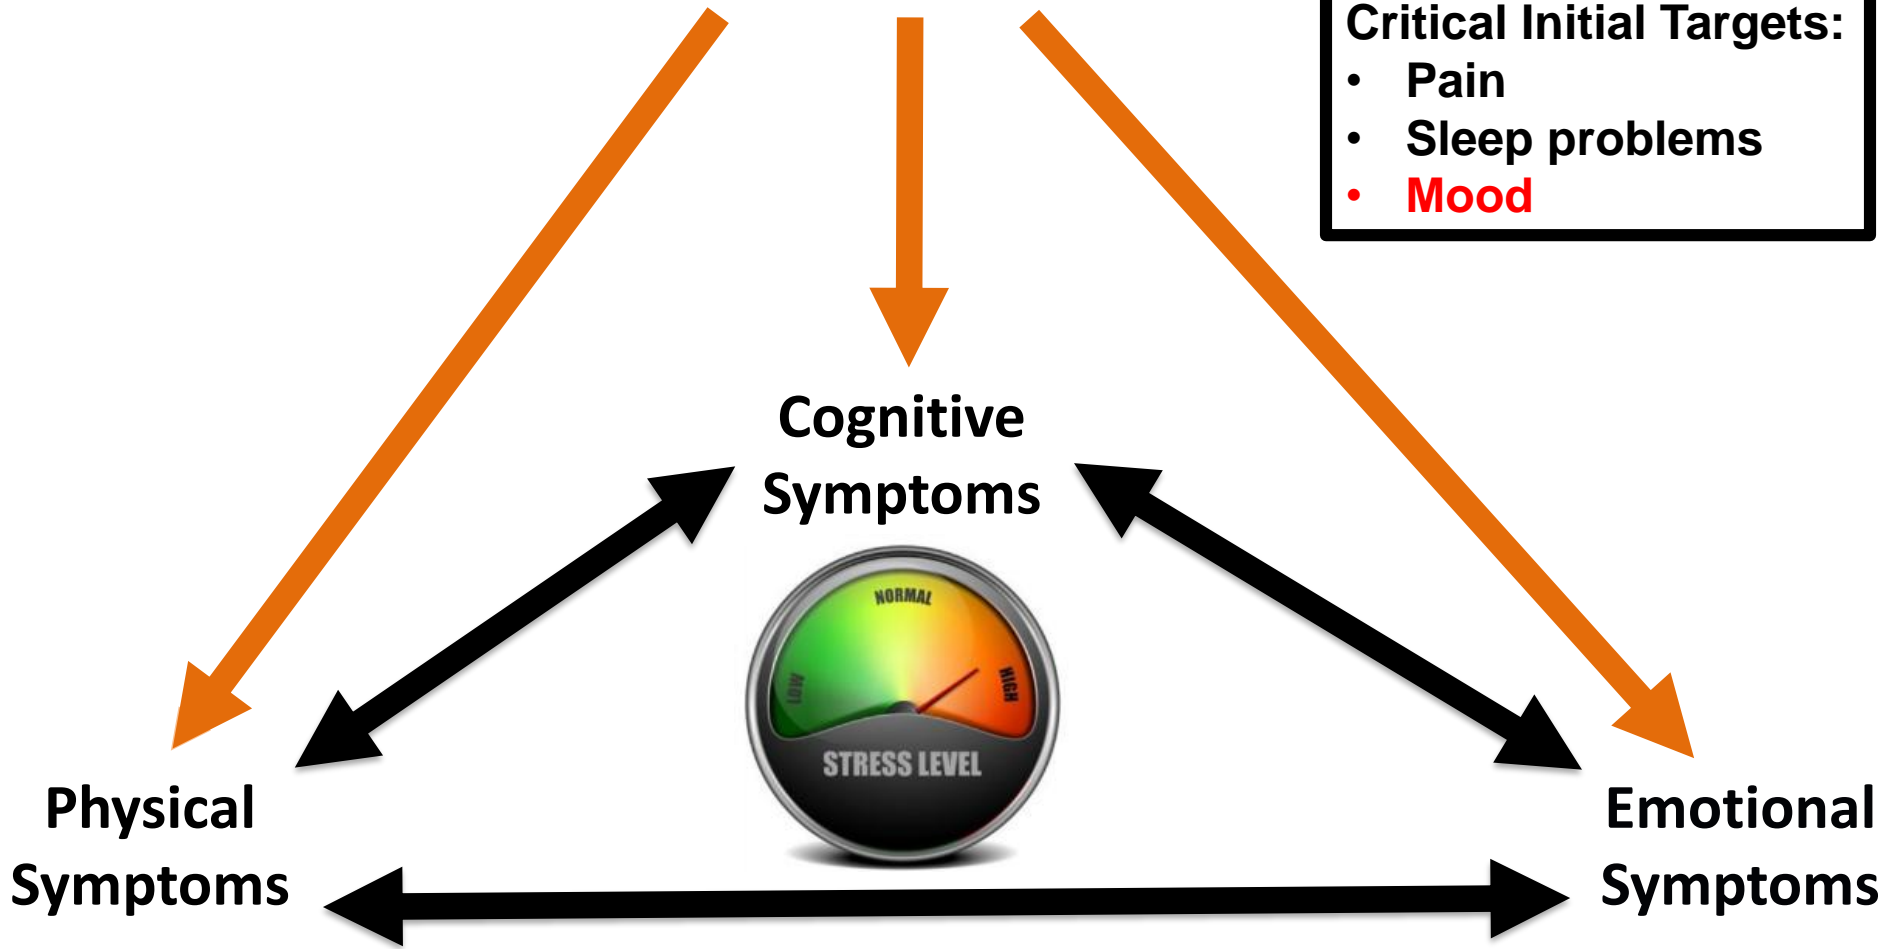 Critical Initial Targets:
• Pain
• Sleep problems
• Mood
Cognitive
Symptoms
NORMAL
LOW
HIGH
STRESS LEVEL
Physical
Symptoms
Emotional
Symptoms